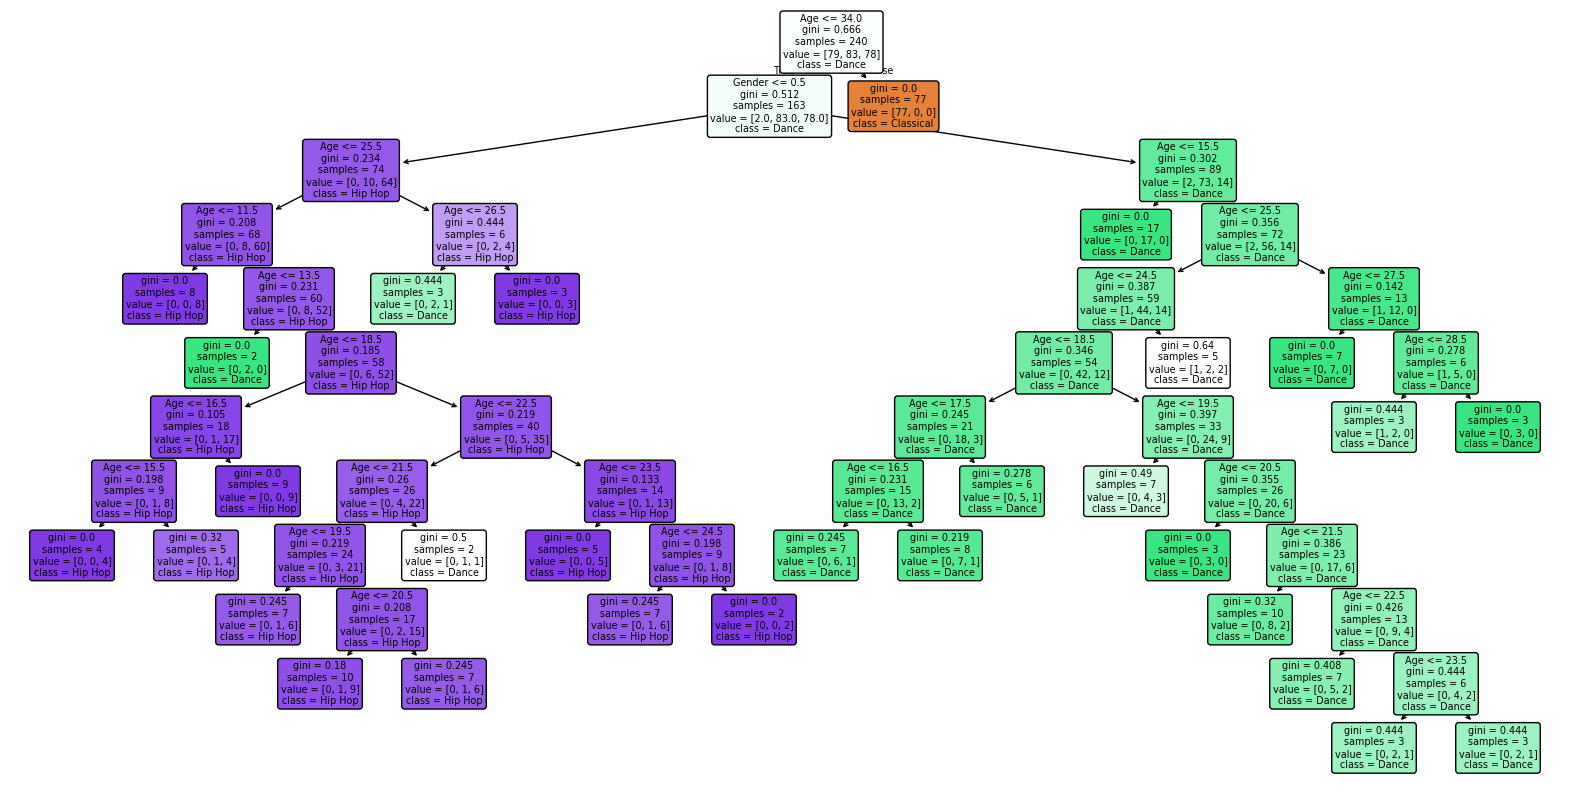 Age <= 34.0
gini = 0.666
samples = 240
value = [79, 83, 78]
class = Dance
Gender <= 0.5
gini = 0.512
samples = 163
value = [2.0, 83.0, 78.0]
class = Dance
gini = 0.0
samples = 77
value = [77, 0, 0]
class = Classical
Age <= 25.5
gini = 0.234
samples = 74
value = [0, 10, 64]
class = Hip Hop
Age <= 15.5
gini = 0.302
samples = 89
value = [2, 73, 14]
class = Dance
Age <= 11.5
gini = 0.208
samples = 68
value = [0, 8, 60]
class = Hip Hop
Age <= 26.5
gini = 0.444
samples = 6
value = [0, 2, 4]
class = Hip Hop
gini = 0.0
samples = 17
value = [0, 17, 0]
class = Dance
Age <= 25.5
gini = 0.356
samples = 72
value = [2, 56, 14]
class = Dance
gini = 0.0
samples = 8
value = [0, 0, 8]
class = Hip Hop
Age <= 13.5
gini = 0.231
samples = 60
value = [0, 8, 52]
class = Hip Hop
gini = 0.444
samples = 3
value = [0, 2, 1]
class = Dance
gini = 0.0
samples = 3
value = [0, 0, 3]
class = Hip Hop
Age <= 24.5
gini = 0.387
samples = 59
value = [1, 44, 14]
class = Dance
Age <= 27.5
gini = 0.142
samples = 13
value = [1, 12, 0]
class = Dance
gini = 0.0
samples = 2
value = [0, 2, 0]
class = Dance
Age <= 18.5
gini = 0.185
samples = 58
value = [0, 6, 52]
class = Hip Hop
Age <= 18.5
gini = 0.346
samples = 54
value = [0, 42, 12]
class = Dance
gini = 0.64
samples = 5
value = [1, 2, 2]
class = Dance
gini = 0.0
samples = 7
value = [0, 7, 0]
class = Dance
Age <= 28.5
gini = 0.278
samples = 6
value = [1, 5, 0]
class = Dance
Age <= 16.5
gini = 0.105
samples = 18
value = [0, 1, 17]
class = Hip Hop
Age <= 22.5
gini = 0.219
samples = 40
value = [0, 5, 35]
class = Hip Hop
Age <= 17.5
gini = 0.245
samples = 21
value = [0, 18, 3]
class = Dance
Age <= 19.5
gini = 0.397
samples = 33
value = [0, 24, 9]
class = Dance
gini = 0.444
samples = 3
value = [1, 2, 0]
class = Dance
gini = 0.0
samples = 3
value = [0, 3, 0]
class = Dance
Age <= 15.5
gini = 0.198
samples = 9
value = [0, 1, 8]
class = Hip Hop
gini = 0.0
samples = 9
value = [0, 0, 9]
class = Hip Hop
Age <= 21.5
gini = 0.26
samples = 26
value = [0, 4, 22]
class = Hip Hop
Age <= 23.5
gini = 0.133
samples = 14
value = [0, 1, 13]
class = Hip Hop
Age <= 16.5
gini = 0.231
samples = 15
value = [0, 13, 2]
class = Dance
gini = 0.278
samples = 6
value = [0, 5, 1]
class = Dance
gini = 0.49
samples = 7
value = [0, 4, 3]
class = Dance
Age <= 20.5
gini = 0.355
samples = 26
value = [0, 20, 6]
class = Dance
gini = 0.0
samples = 4
value = [0, 0, 4]
class = Hip Hop
gini = 0.32
samples = 5
value = [0, 1, 4]
class = Hip Hop
Age <= 19.5
gini = 0.219
samples = 24
value = [0, 3, 21]
class = Hip Hop
gini = 0.5
samples = 2
value = [0, 1, 1]
class = Dance
gini = 0.0
samples = 5
value = [0, 0, 5]
class = Hip Hop
Age <= 24.5
gini = 0.198
samples = 9
value = [0, 1, 8]
class = Hip Hop
gini = 0.245
samples = 7
value = [0, 6, 1]
class = Dance
gini = 0.219
samples = 8
value = [0, 7, 1]
class = Dance
gini = 0.0
samples = 3
value = [0, 3, 0]
class = Dance
Age <= 21.5
gini = 0.386
samples = 23
value = [0, 17, 6]
class = Dance
gini = 0.245
samples = 7
value = [0, 1, 6]
class = Hip Hop
Age <= 20.5
gini = 0.208
samples = 17
value = [0, 2, 15]
class = Hip Hop
gini = 0.245
samples = 7
value = [0, 1, 6]
class = Hip Hop
gini = 0.0
samples = 2
value = [0, 0, 2]
class = Hip Hop
gini = 0.32
samples = 10
value = [0, 8, 2]
class = Dance
Age <= 22.5
gini = 0.426
samples = 13
value = [0, 9, 4]
class = Dance
gini = 0.18
samples = 10
value = [0, 1, 9]
class = Hip Hop
gini = 0.245
samples = 7
value = [0, 1, 6]
class = Hip Hop
gini = 0.408
samples = 7
value = [0, 5, 2]
class = Dance
Age <= 23.5
gini = 0.444
samples = 6
value = [0, 4, 2]
class = Dance
gini = 0.444
samples = 3
value = [0, 2, 1]
class = Dance
gini = 0.444
samples = 3
value = [0, 2, 1]
class = Dance